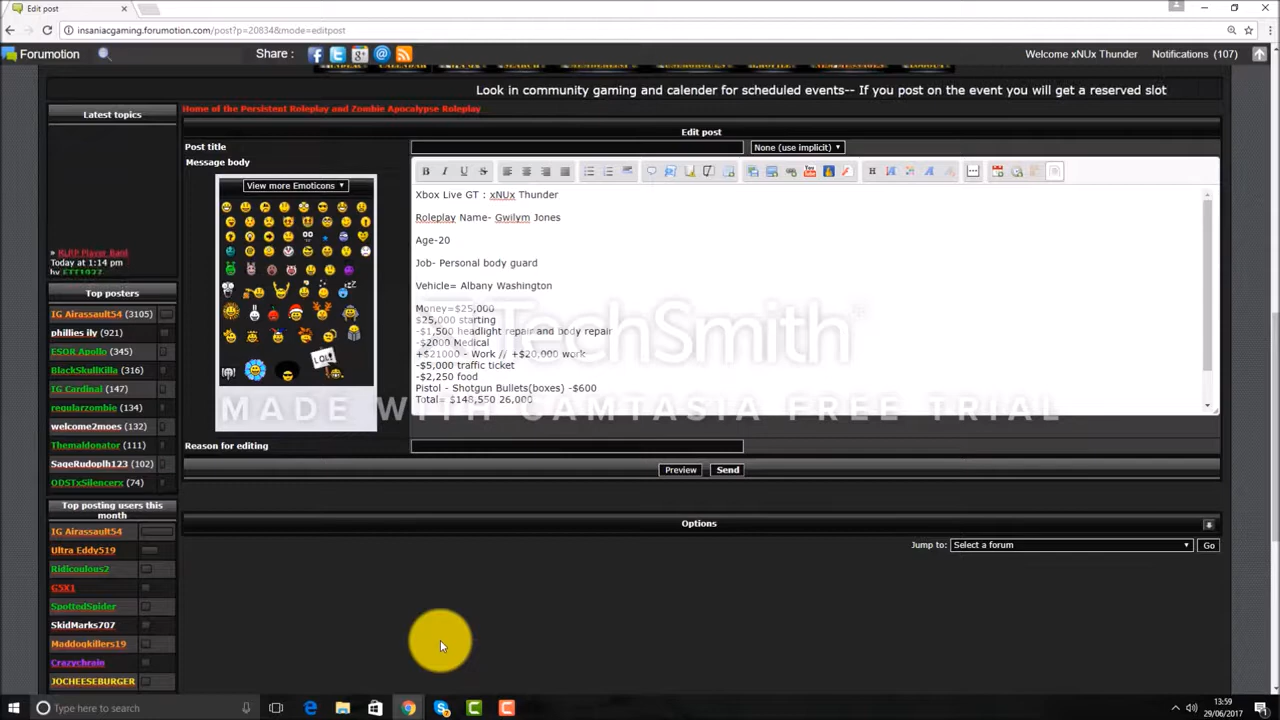 Edit post
insaniacgaming.forumotion.com/post?p=20834&mode=editpost
Forumotion
Share :
Welcome xNUx Thunder
Notifications (107)
Look in community gaming and calender for scheduled events-- If you post on the event you will get a reserved slot
Home of the Persistent Roleplay and Zombie Apocalypse Roleplay
Latest topics
Edit post
Post title
None (use implicit)
Message body
View more Emoticons
Xbox Live GT : xNUx Thunder
Roleplay Name- Gwilym Jones
Age-20
Job- Personal body guard
Vehicle= Albany Washington
Money=$25,000
$25,000 starting
-$1,500 headlight repair and body repair
-$2000 Medical
+$21000 - Work // +$20,000 work
-$5,000 traffic ticket
-$2,250 food
Pistol - Shotgun Bullets(boxes) -$600
Total= $148,550 26,000
TechSmith
MADE WITH CAMTASIA FREE TRIAL
LOL!
Today at 1:14 pm
Top posters
IG Airassault54 (3105)
phillies ily (921)
ESOR Apollo (345)
BlackSkullKilla (316)
IG Cardinal (147)
regularzombie (134)
welcome2moes (132)
Themaldonator (111)
SageRudolph123 (102)
ODSTxSilencerx (74)
Reason for editing
Preview
Send
Top posting users this month
IG Airassault54
Ultra Eddy519
Ridiculous2
G5X1
SpottedSpider
SkidMarks707
Maddogkillers19
Crazychrain
JOCHEESEBURGER
Options
Jump to:
Select a forum
Go
Type here to search
13:59
29/06/2017